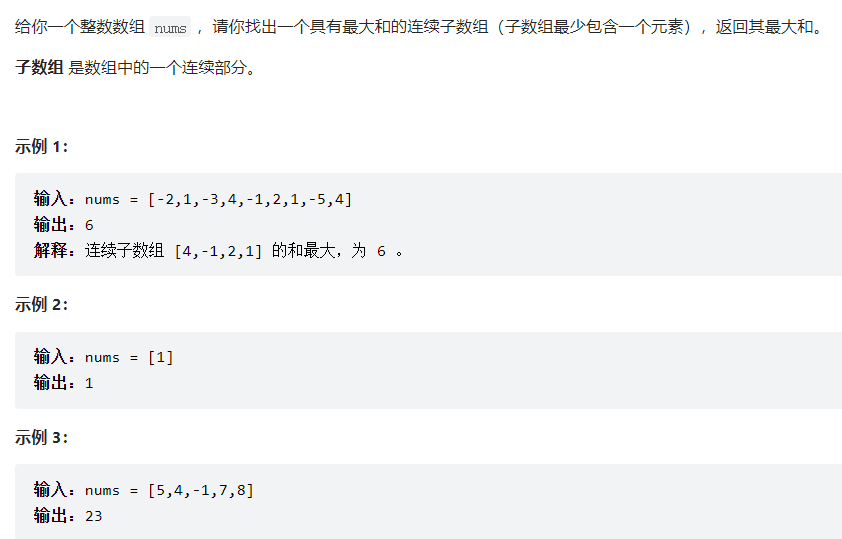 给你一个整数数组 nums ，请你找出一个具有最大和的连续子数组（子数组最少包含一个元素），返回其最大和。
子数组 是数组中的一个连续部分。
示例 1：
输入：nums = [-2,1,-3,4,-1,2,1,-5,4]
输出：6
解释：连续子数组 [4,-1,2,1] 的和最大，为 6 。
示例 2：
输入：nums = [1]
输出：1
示例 3：
输入：nums = [5,4,-1,7,8]
输出：23